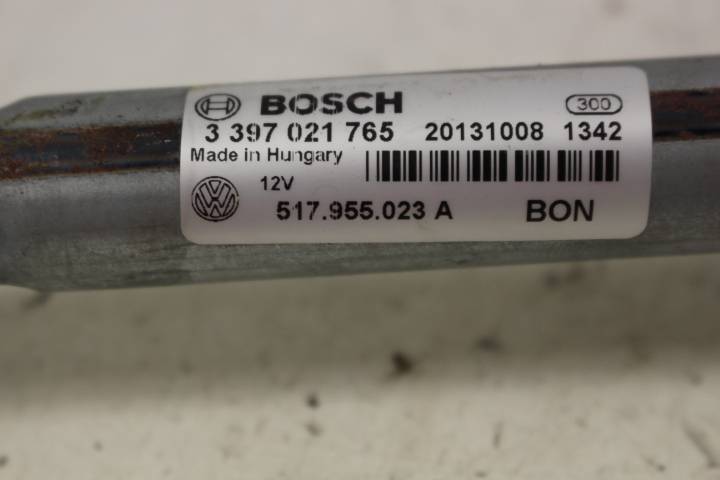 BOSCH 300
3 397 021 765 20131008 1342
Made in Hungary
12V
517.955.023 A BON